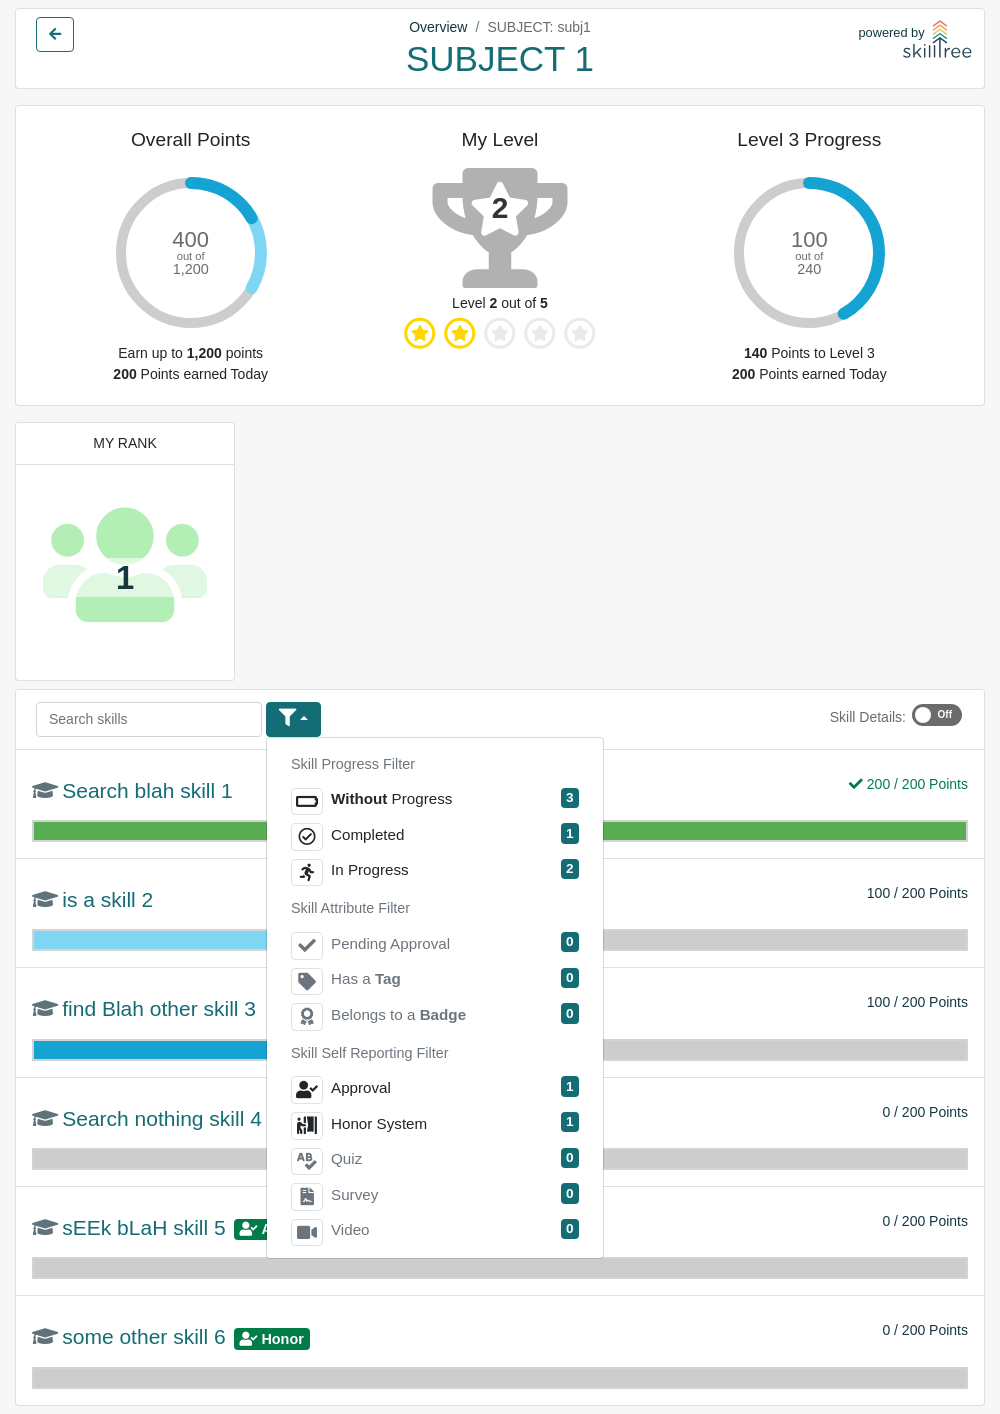 Overview / SUBJECT: subj1
SUBJECT 1
powered by
skilltree
Overall Points
400
out of
1,200
Earn up to 1,200 points
200 Points earned Today
My Level
2
Level 2 out of 5
Level 3 Progress
100
out of
240
140 Points to Level 3
200 Points earned Today
MY RANK
1
Search skills
Skill Details: Off
Skill Progress Filter
Without Progress 3
Completed 1
In Progress 2
Skill Attribute Filter
Pending Approval 0
Has a Tag 0
Belongs to a Badge 0
Skill Self Reporting Filter
Approval 1
Honor System 1
AB Quiz 0
Survey 0
Video 0
Search blah skill 1
200 / 200 Points
is a skill 2
100 / 200 Points
find Blah other skill 3
100 / 200 Points
Search nothing skill 4
0 / 200 Points
sEEk bLaH skill 5
0 / 200 Points
some other skill 6 Honor
0 / 200 Points